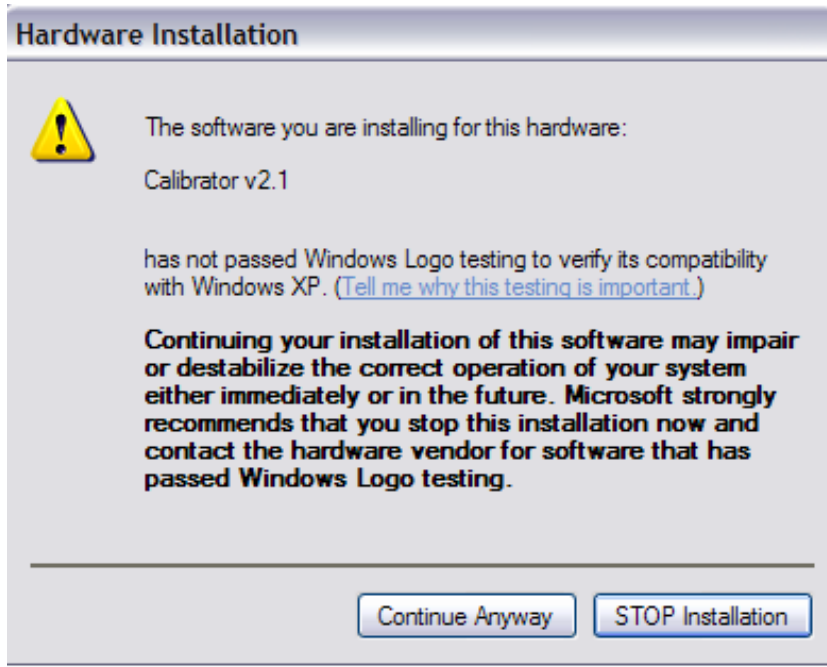 Hardware Installation
The software you are installing for this hardware:
Calibrator v2.1
has not passed Windows Logo testing to verify its compatibility
with Windows XP. (Tell me why this testing is important.)
Continuing your installation of this software may impair
or destabilize the correct operation of your system
either immediately or in the future. Microsoft strongly
recommends that you stop this installation now and
contact the hardware vendor for software that has
passed Windows Logo testing.
Continue Anyway
STOP Installation